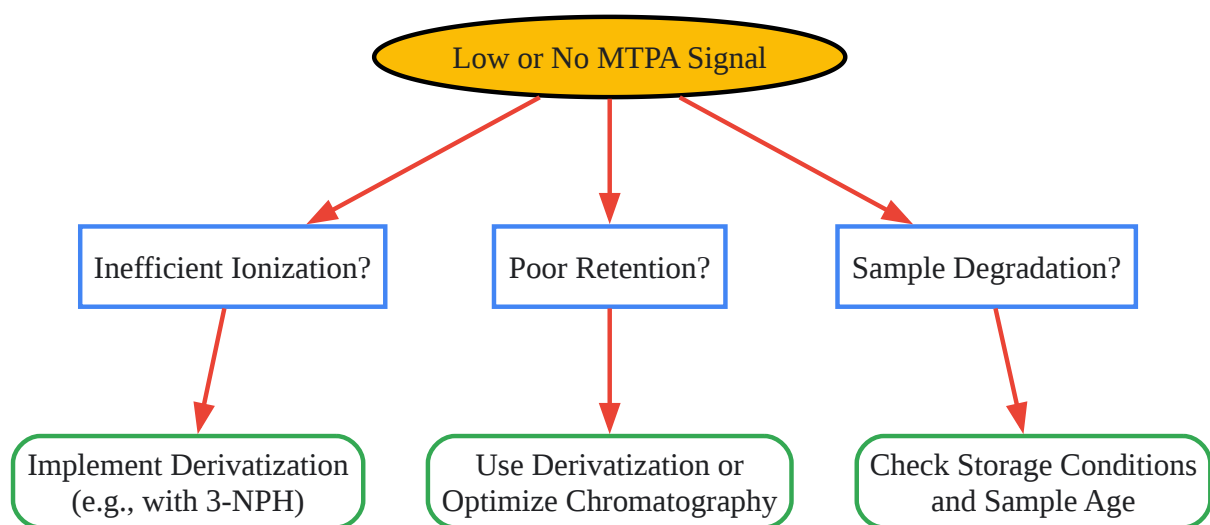 Low or No MTPA Signal
Inefficient Ionization?
Poor Retention?
Sample Degradation?
Implement Derivatization
(e.g., with 3-NPH)
Use Derivatization or
Optimize Chromatography
Check Storage Conditions
and Sample Age